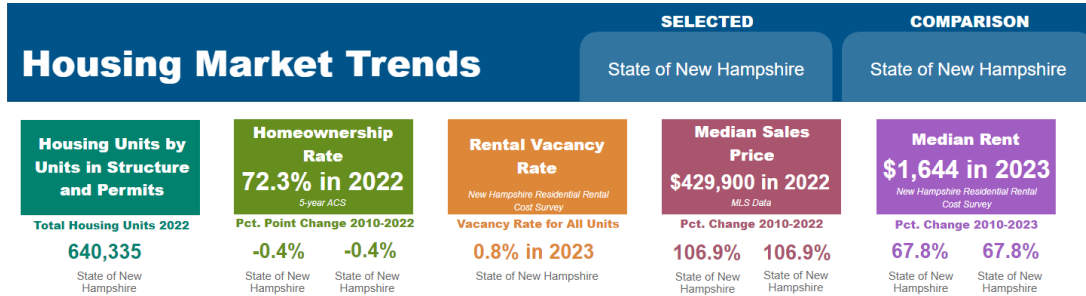 SELECTED
COMPARISON
Housing Market Trends
State of New Hampshire
State of New Hampshire
Housing Units by
Units in Structure
and Permits
Total Housing Units 2022
640,335
State of New
Hampshire
Homeownership
Rate
72.3% in 2022
5-year ACS
Pct. Point Change 2010-2022
-0.4%
State of New
Hampshire
-0.4%
State of New
Hampshire
Rental Vacancy
Rate
New Hampshire Residential Rental
Cost Survey
Vacancy Rate for All Units
0.8% in 2023
State of New Hampshire
Median Sales
Price
$429,900 in 2022
MLS Data
Pct. Change 2010-2022
106.9%
State of New
Hampshire
106.9%
State of New
Hampshire
Median Rent
$1,644 in 2023
New Hampshire Residential Rental
Cost Survey
Pct. Change 2010-2023
67.8%
State of New
Hampshire
67.8%
State of New
Hampshire